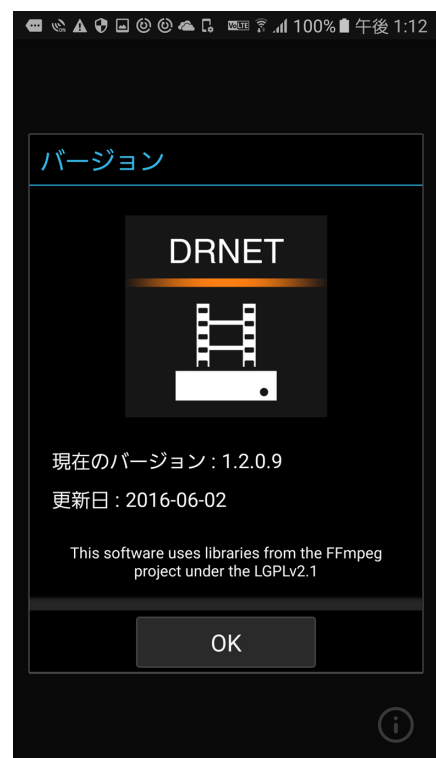 VoLTE 100% 午後 1:12
バージョン
DRNET
現在のバージョン : 1.2.0.9
更新日 : 2016-06-02
This software uses libraries from the FFmpeg
project under the LGPLv2.1
OK